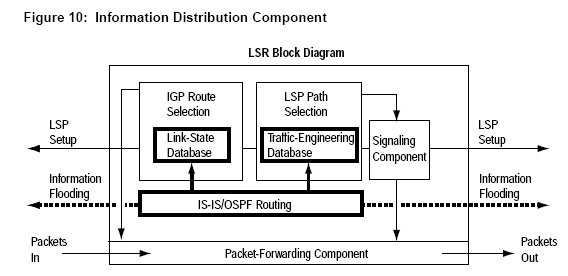 Figure 10: Information Distribution Component
LSR Block Diagram
IGP Route
Selection
LSP Path
Selection
LSP
Setup
Link-State
Database
Traffic-Engineering
Database
Signaling
Component
LSP
Setup
Information
Flooding
IS-IS/OSPF Routing
Information
Flooding
Packets
In
Packet-Forwarding Component
Packets
Out